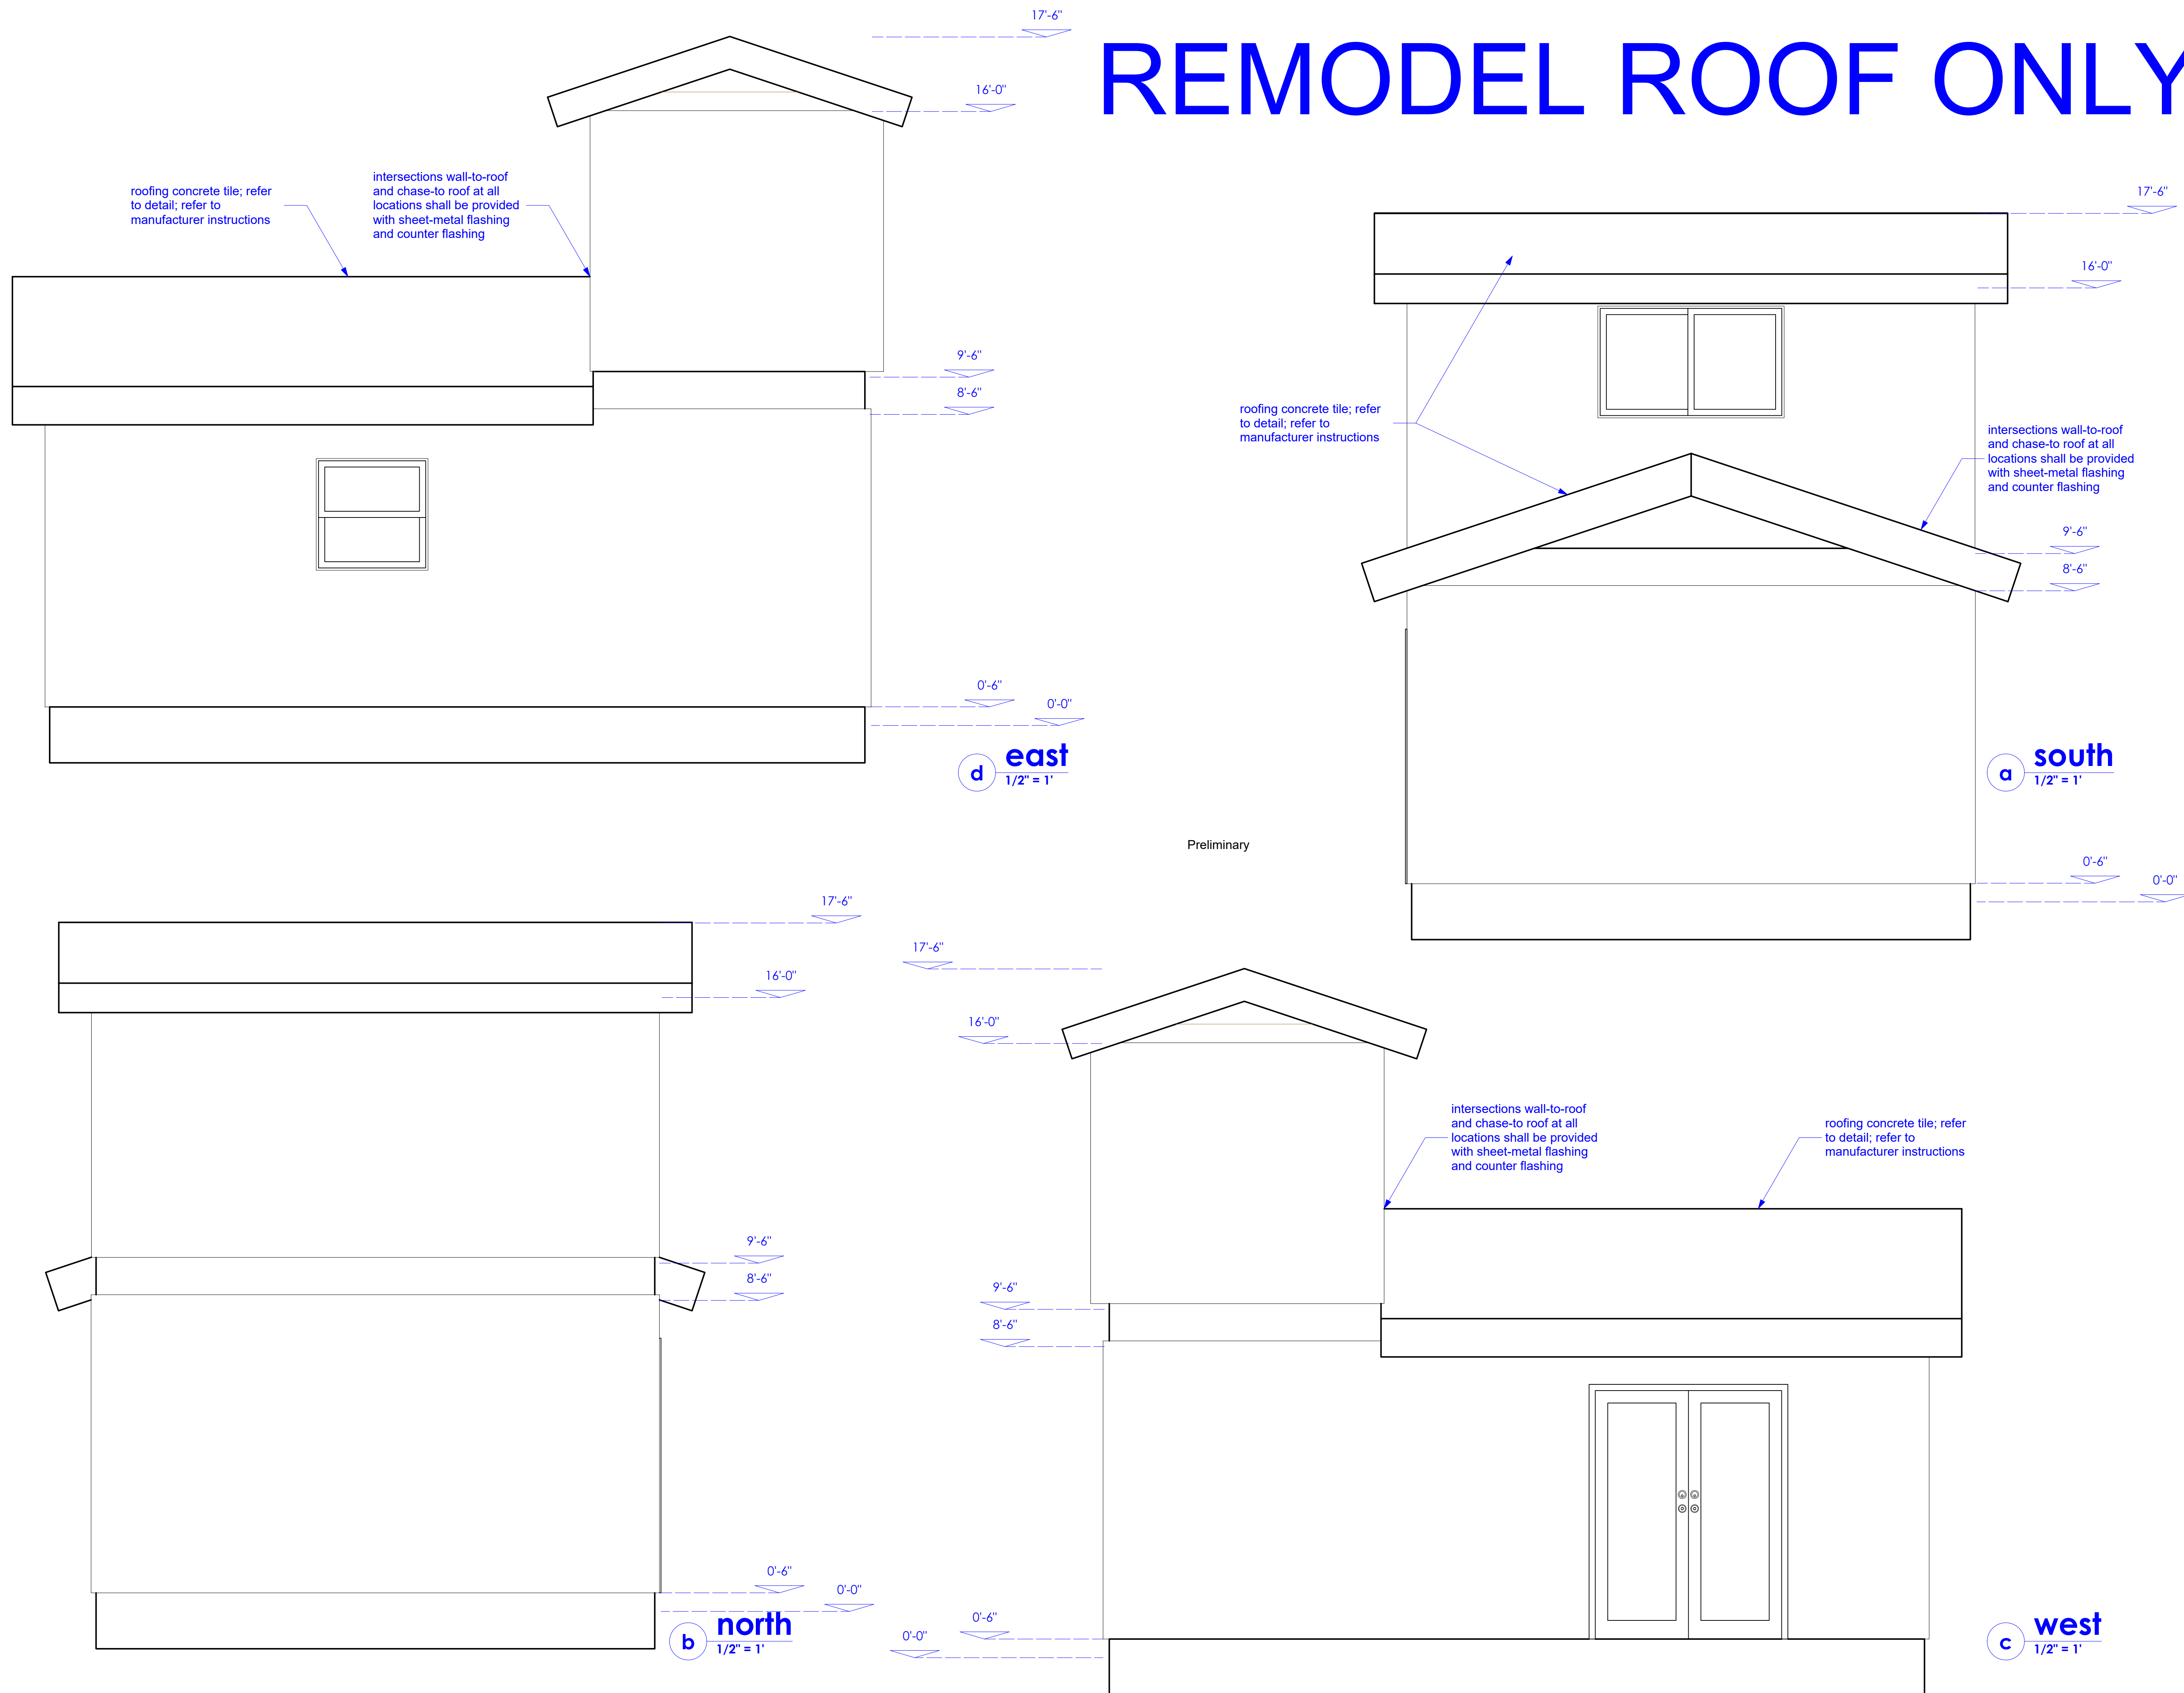 REMODEL ROOF ONLY
17'-6"
16'-0"
roofing concrete tile; refer
to detail; refer to
manufacturer instructions
intersections wall-to-roof
and chase-to roof at all
locations shall be provided
with sheet-metal flashing
and counter flashing
9'-6"
8'-6"
0'-6"
0'-0"
d
east
1/2" = 1'
17'-6"
16'-0"
roofing concrete tile; refer
to detail; refer to
manufacturer instructions
intersections wall-to-roof
and chase-to roof at all
locations shall be provided
with sheet-metal flashing
and counter flashing
9'-6"
8'-6"
a
south
1/2" = 1'
0'-6"
0'-0"
Preliminary
17'-6"
16'-0"
9'-6"
8'-6"
0'-6"
0'-0"
b
north
1/2" = 1'
17'-6"
16'-0"
intersections wall-to-roof
and chase-to roof at all
locations shall be provided
with sheet-metal flashing
and counter flashing
roofing concrete tile; refer
to detail; refer to
manufacturer instructions
9'-6"
8'-6"
0'-6"
0'-0"
c
west
1/2" = 1'